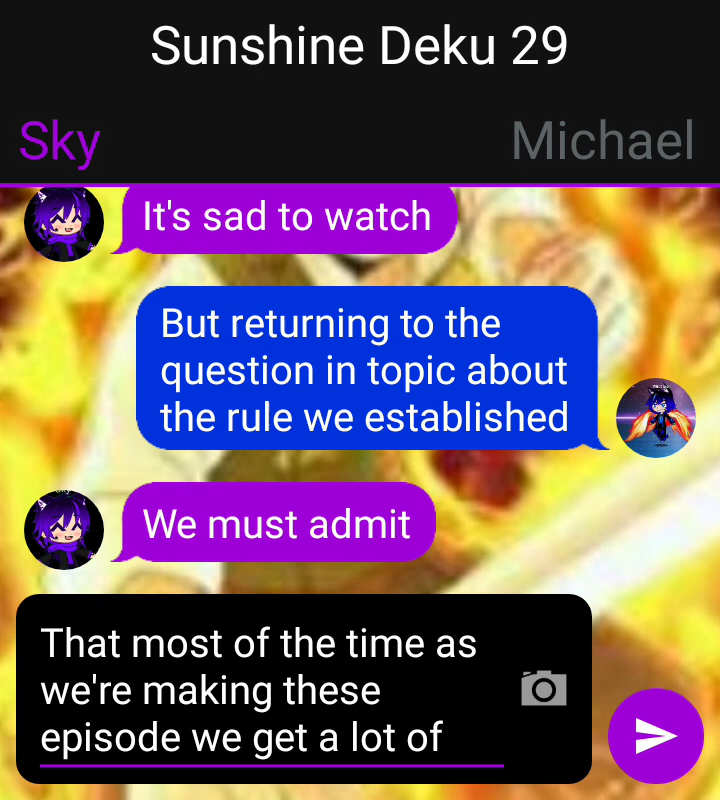 Sunshine Deku 29
Sky
Michael
It's sad to watch
But returning to the
question in topic about
the rule we established
We must admit
That most of the time as
we're making these
episode we get a lot of